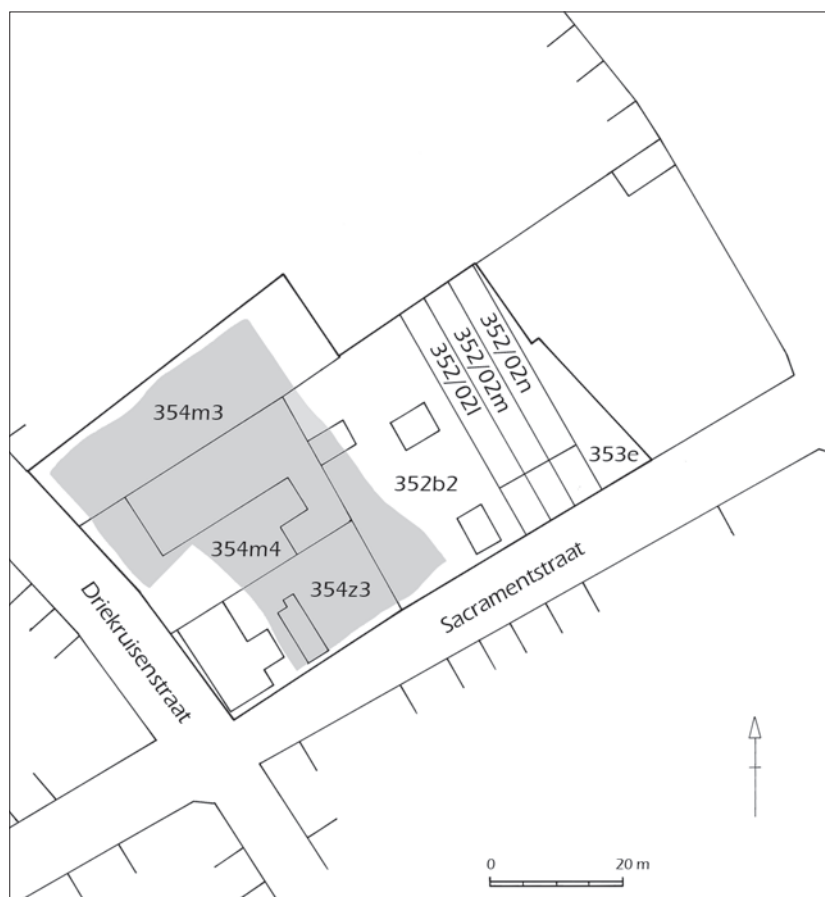 354m3
352/02l
352/02m
352/02n
353e
352b2
354m4
354z3
Driekruisenstraat
Sacramentstraat
0 20 m